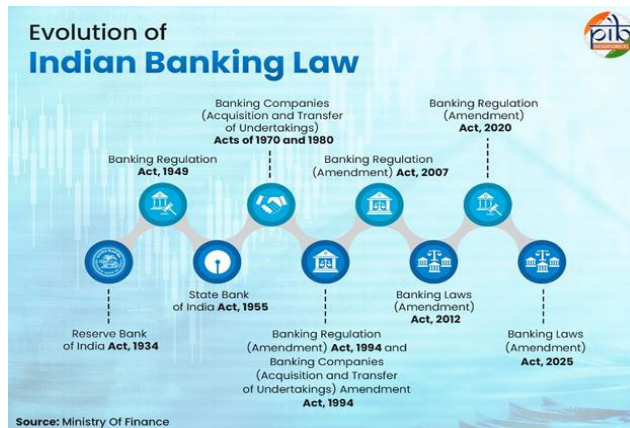 Evolution of
Indian Banking Law
pib
Reserve Bank
of India Act, 1934
Banking Regulation
Act, 1949
State Bank
of India Act, 1955
Banking Companies
(Acquisition and Transfer
of Undertakings)
Acts of 1970 and 1980
Banking Regulation
(Amendment) Act, 1994 and
Banking Companies
(Acquisition and Transfer
of Undertakings) Amendment
Act, 1994
Banking Regulation
(Amendment) Act, 2007
Banking Laws
(Amendment)
Act, 2012
Banking Regulation
(Amendment)
Act, 2020
Banking Laws
(Amendment)
Act, 2025
Source: Ministry Of Finance